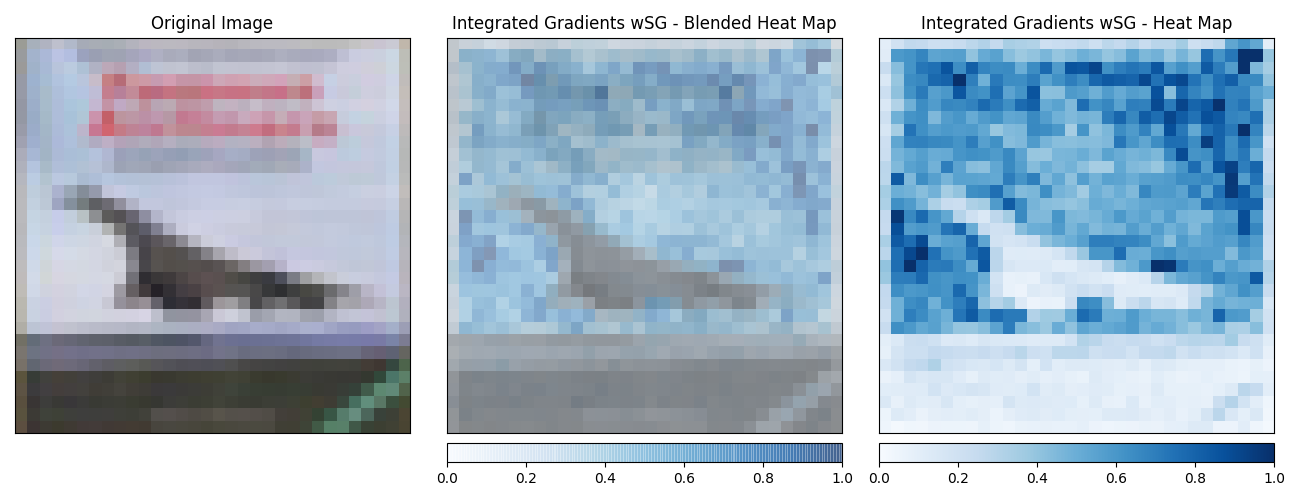 Original Image
Integrated Gradients wSG - Blended Heat Map
Integrated Gradients wSG - Heat Map
0.0 0.2 0.4 0.6 0.8 1.0
0.0 0.2 0.4 0.6 0.8 1.0